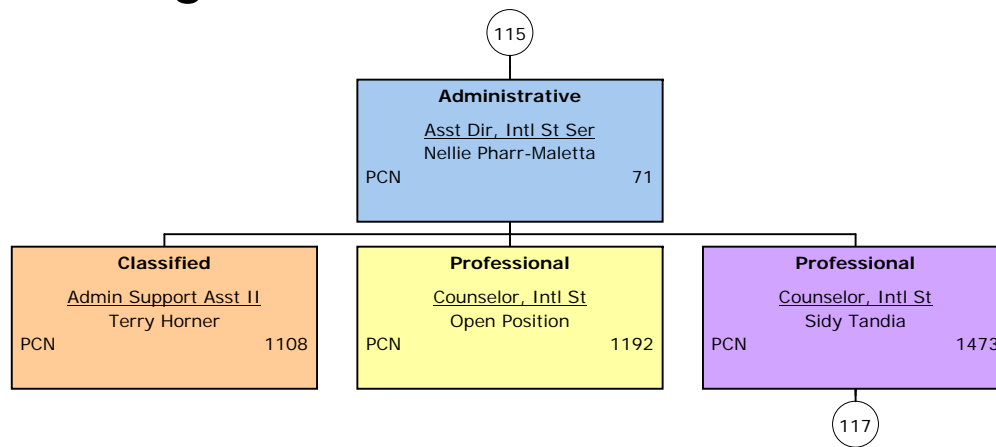 115
Administrative
Asst Dir, Intl St Ser
Nellie Pharr-Maletta
PCN 71
Classified
Admin Support Asst II
Terry Horner
PCN 1108
Professional
Counselor, Intl St
Open Position
PCN 1192
Professional
Counselor, Intl St
Sidy Tandia
PCN 1473
117